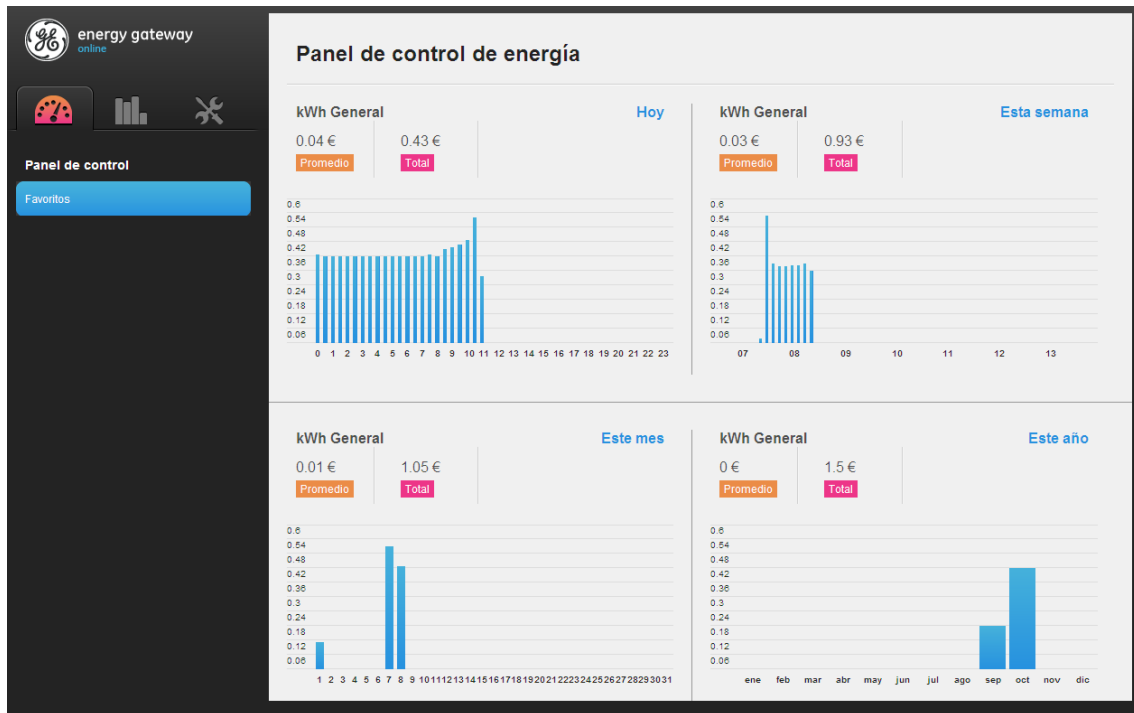 energy gateway
online
Panel de control
Favoritos
Panel de control de energía
kWh General Hoy
0.04 € 0.43 €
Promedio Total
0.6
0.54
0.48
0.42
0.36
0.3
0.24
0.18
0.12
0.06
0 1 2 3 4 5 6 7 8 9 10 11 12 13 14 15 16 17 18 19 20 21 22 23
kWh General Esta semana
0.03 € 0.93 €
Promedio Total
0.6
0.54
0.48
0.42
0.36
0.3
0.24
0.18
0.12
0.06
07 08 09 10 11 12 13
kWh General Este mes
0.01 € 1.05 €
Promedio Total
0.6
0.54
0.48
0.42
0.36
0.3
0.24
0.18
0.12
0.06
1 2 3 4 5 6 7 8 9 10 11 12 13 14 15 16 17 18 19 20 21 22 23 24 25 26 27 28 29 30 31
kWh General Este año
0 € 1.5 €
Promedio Total
0.6
0.54
0.48
0.42
0.36
0.3
0.24
0.18
0.12
0.06
ene feb mar abr may jun jul ago sep oct nov dic